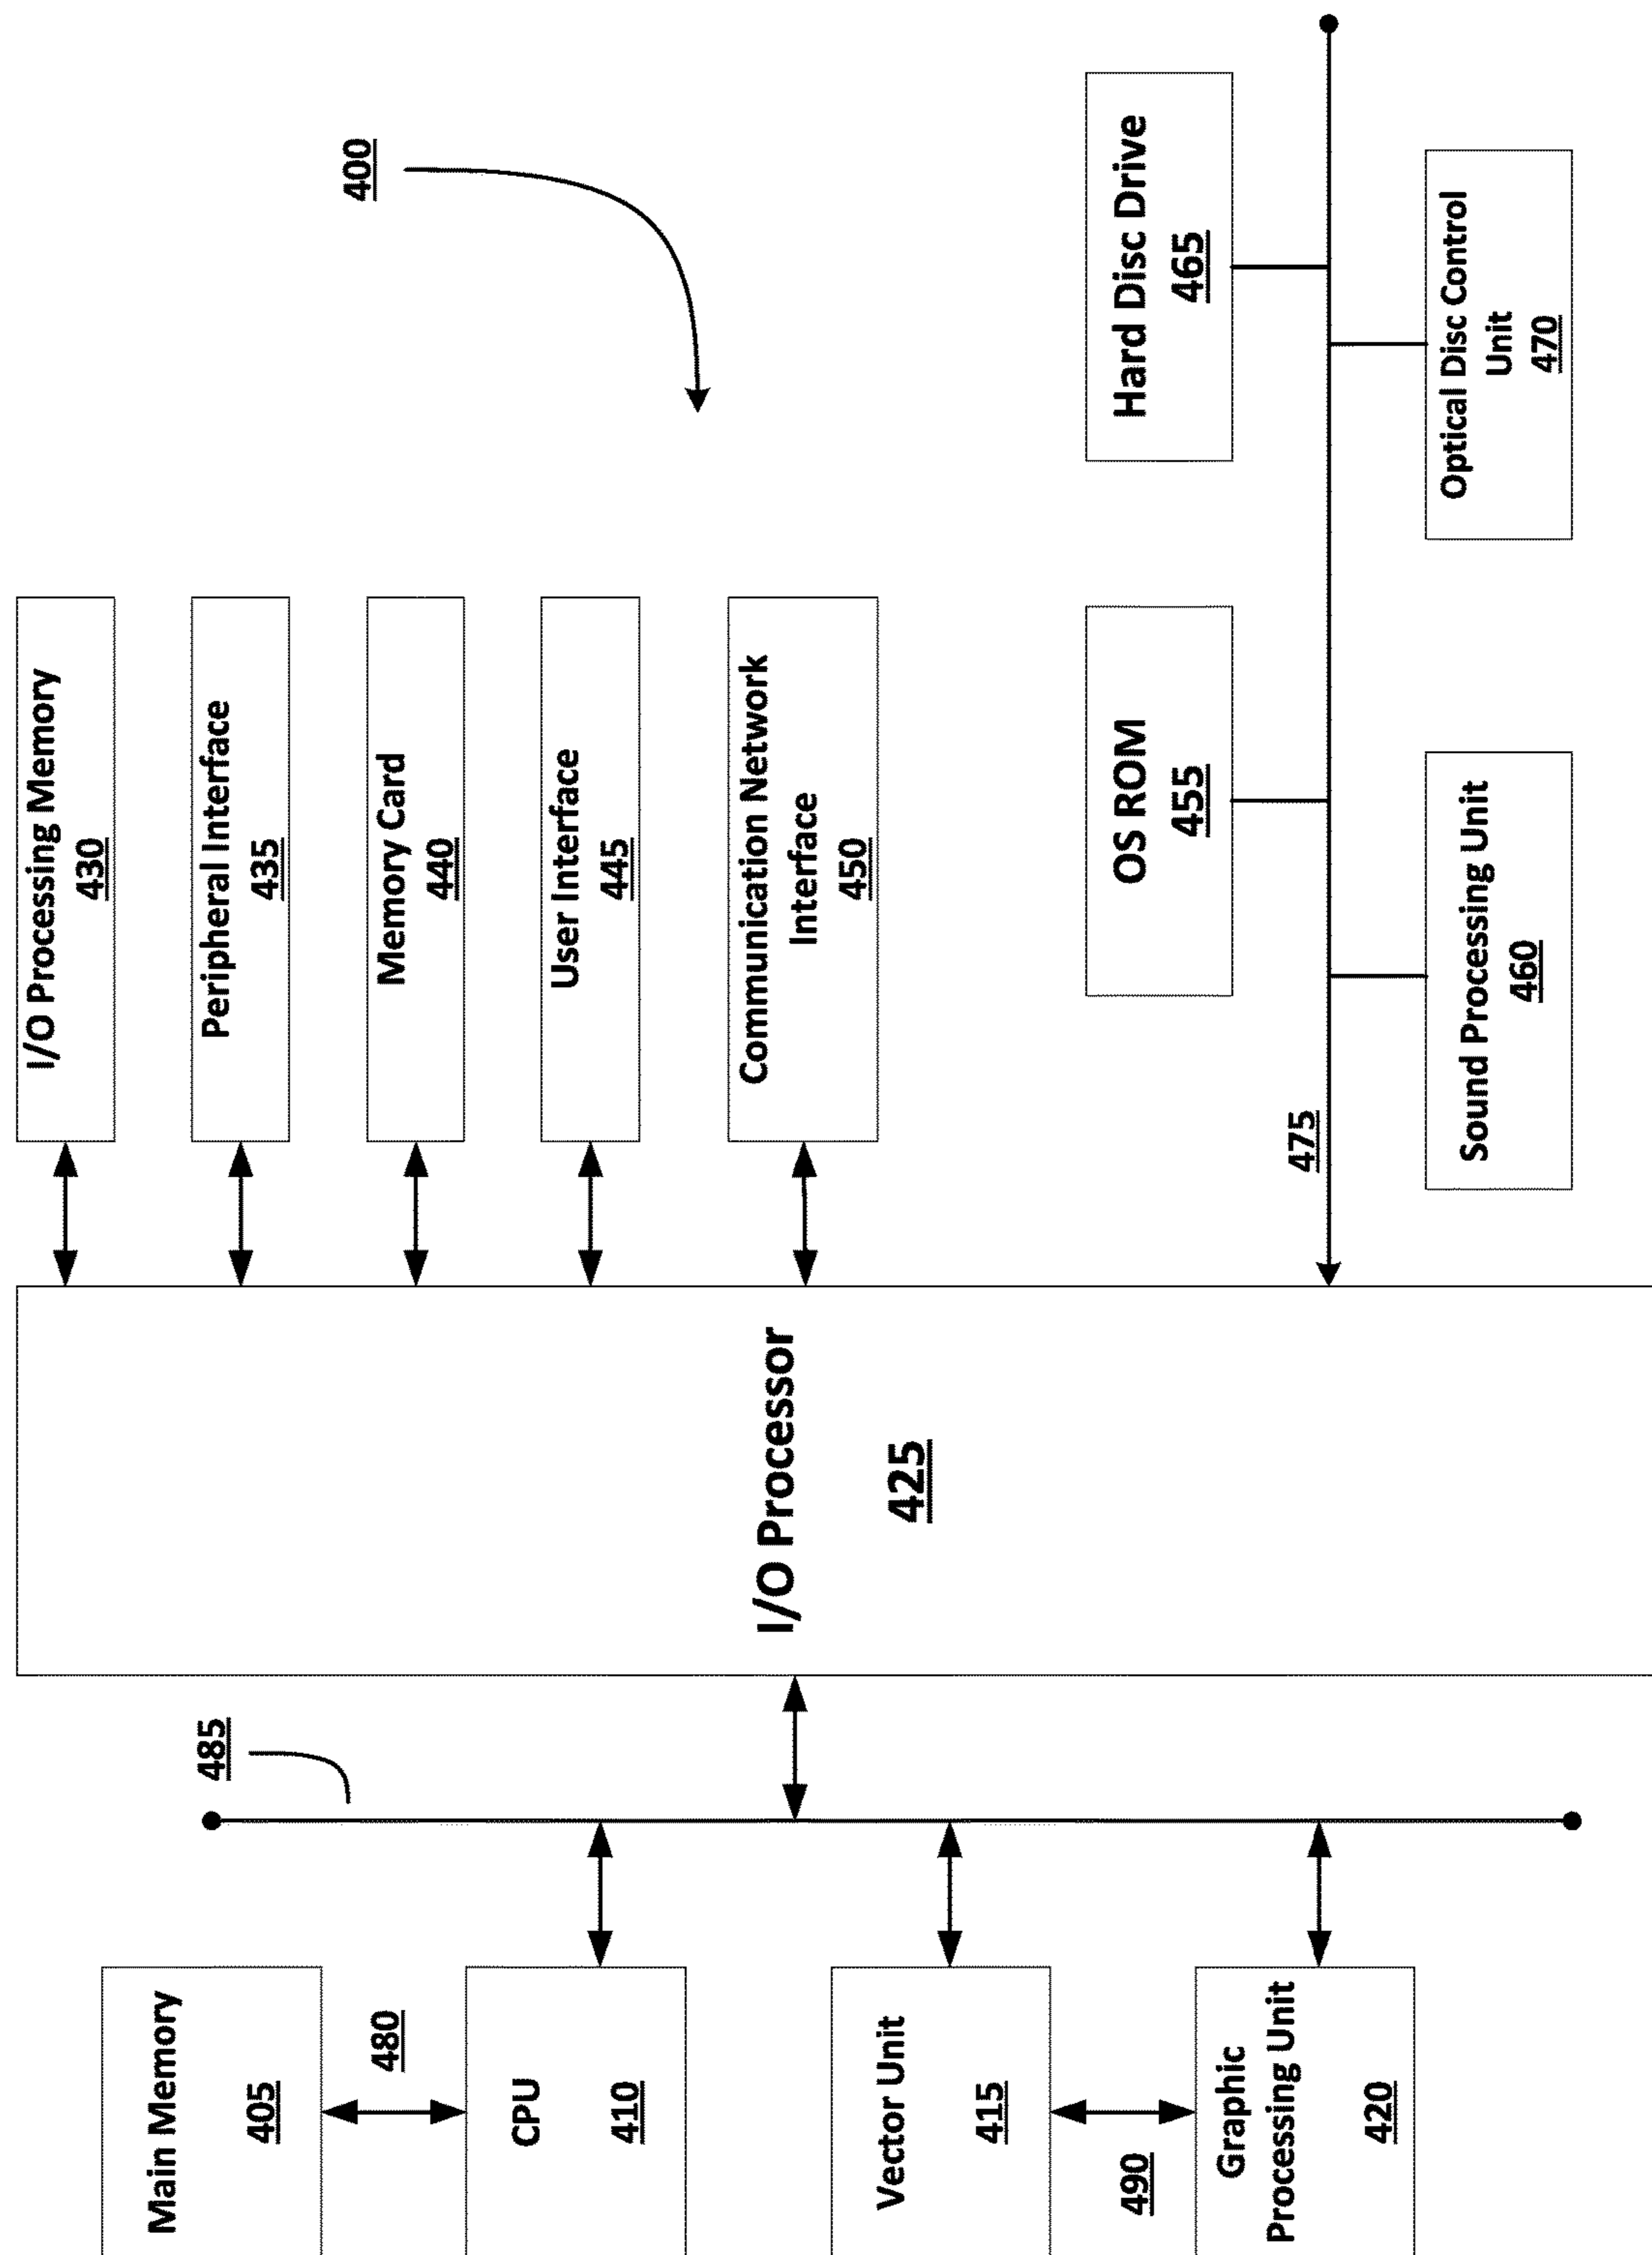 400
Main Memory
405
480
CPU
410
Vector Unit
415
490
Graphic
Processing Unit
420
485
I/O Processor
425
I/O Processing Memory
430
Peripheral Interface
435
Memory Card
440
User Interface
445
Communication Network
Interface
450
475
OS ROM
455
Sound Processing Unit
460
Hard Disc Drive
465
Optical Disc Control
Unit
470